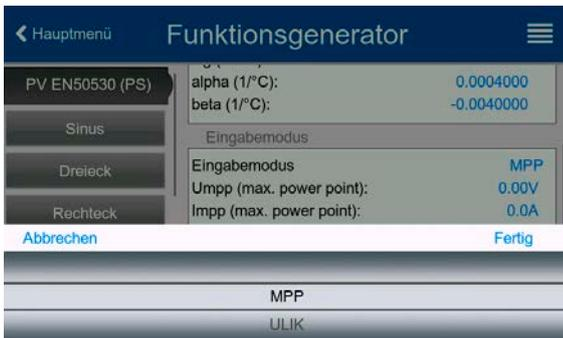 Hauptmenü
Funktionsgenerator
PV EN50530 (PS)
Sinus
Dreieck
Rechteck
alpha (1/°C): 0.0004000
beta (1/°C): -0.0040000
Eingabemodus
Eingabemodus MPP
Umpp (max. power point): 0.00V
Impp (max. power point): 0.0A
Abbrechen Fertig
MPP
ULIK